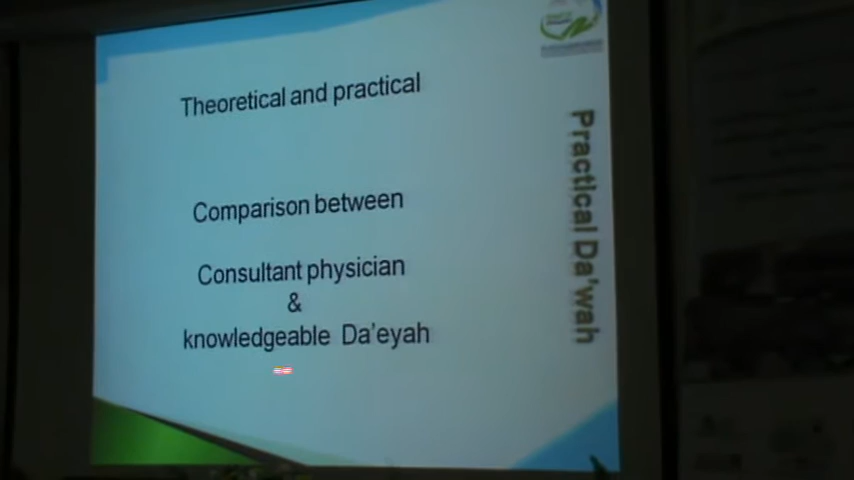 Theoretical and practical
Comparison between
Consultant physician
&
knowledgeable Da'eyah
Practical Da'wah